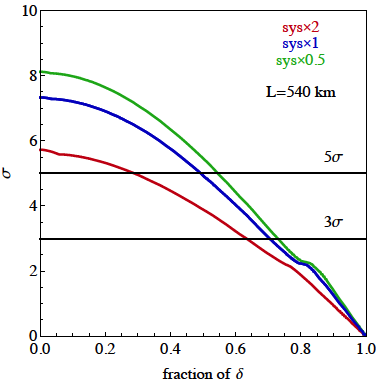 10
8
6
4
2
0
σ
sys×2
sys×1
sys×0.5
L=540 km
5σ
3σ
0.0 0.2 0.4 0.6 0.8 1.0
fraction of δ